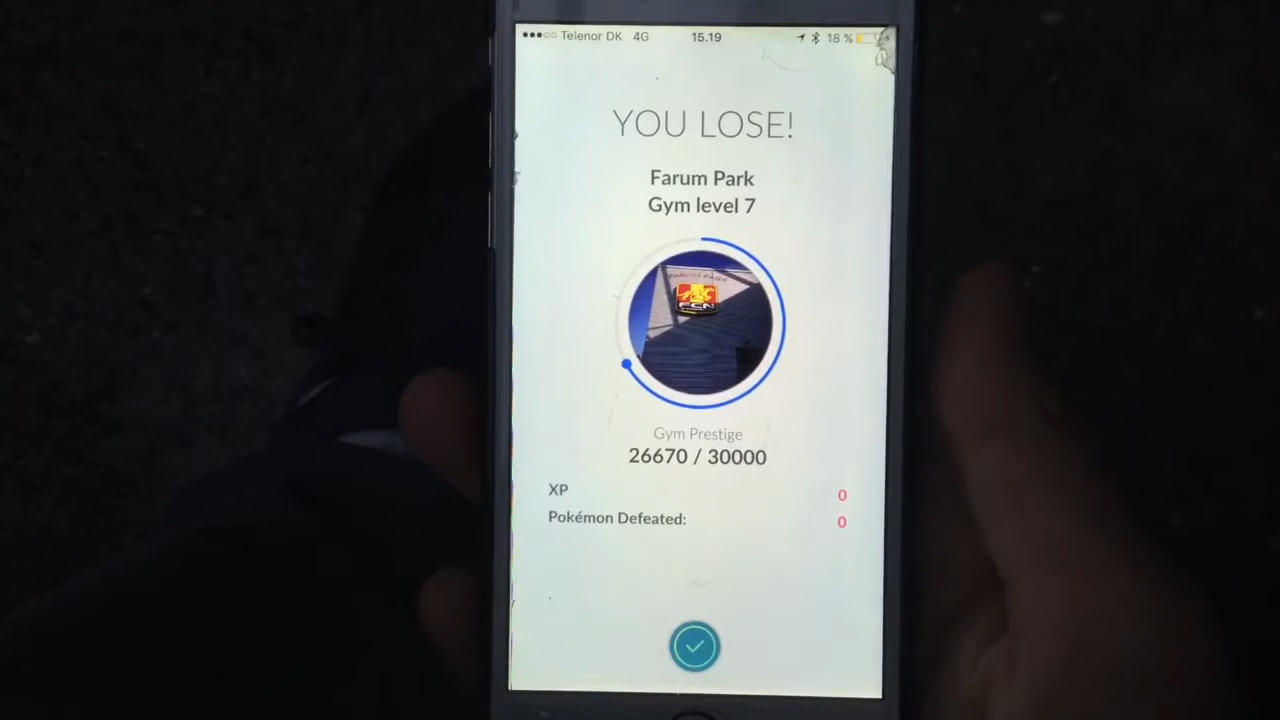 Telenor DK 4G 15.19 18 %
YOU LOSE!
Farum Park
Gym level 7
FCN
Gym Prestige
26670 / 30000
XP 0
Pokémon Defeated: 0